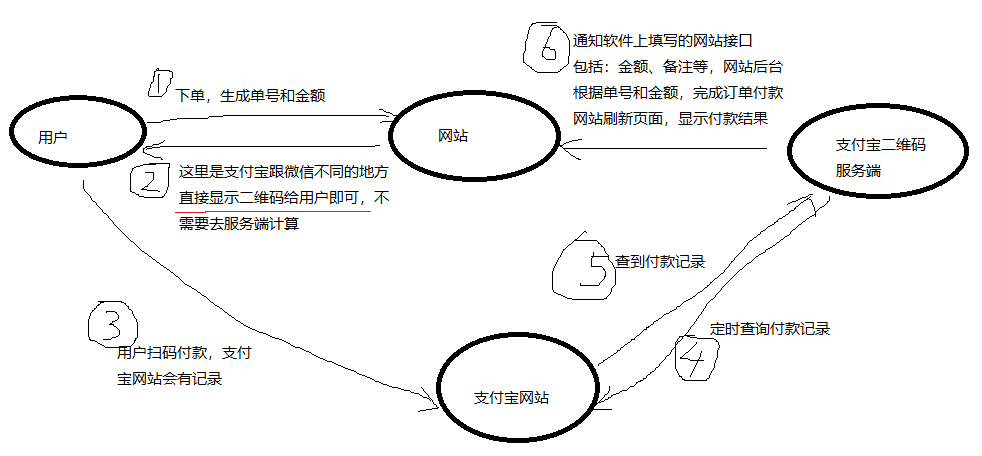 6
通知软件上填写的网站接口
包括：金额、备注等，网站后台
根据单号和金额，完成订单付款
网站刷新页面，显示付款结果
1
下单，生成单号和金额
用户
网站
支付宝二维码
服务端
2
这里是支付宝跟微信不同的地方
直接显示二维码给用户即可，不
需要去服务端计算
5
查到付款记录
3
用户扫码付款，支付
宝网站会有记录
4
定时查询付款记录
支付宝网站